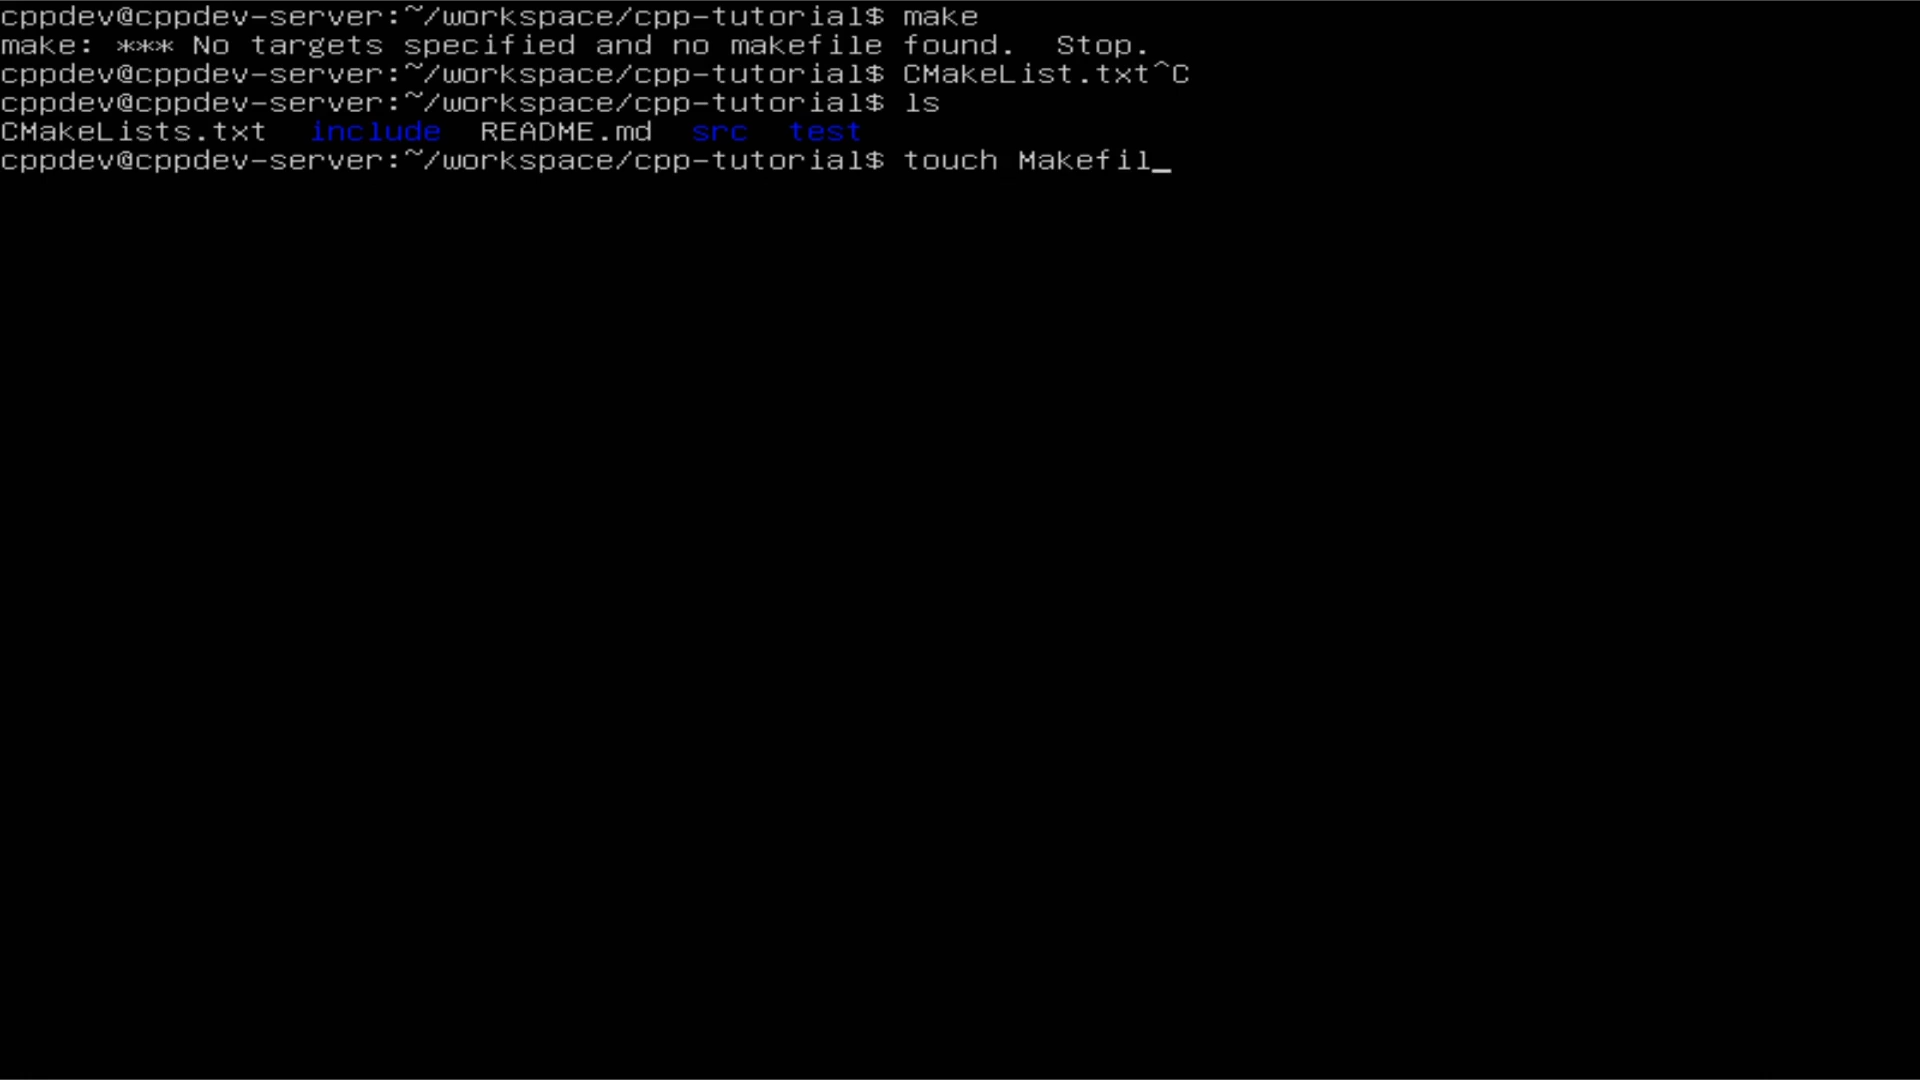 cppdev@cppdev-server:~/workspace/cpp-tutorial$ make
make: *** No targets specified and no makefile found.  Stop.
cppdev@cppdev-server:~/workspace/cpp-tutorial$ CMakeList.txt^C
cppdev@cppdev-server:~/workspace/cpp-tutorial$ ls
CMakeLists.txt  include  README.md  src  test
cppdev@cppdev-server:~/workspace/cpp-tutorial$ touch Makefil_